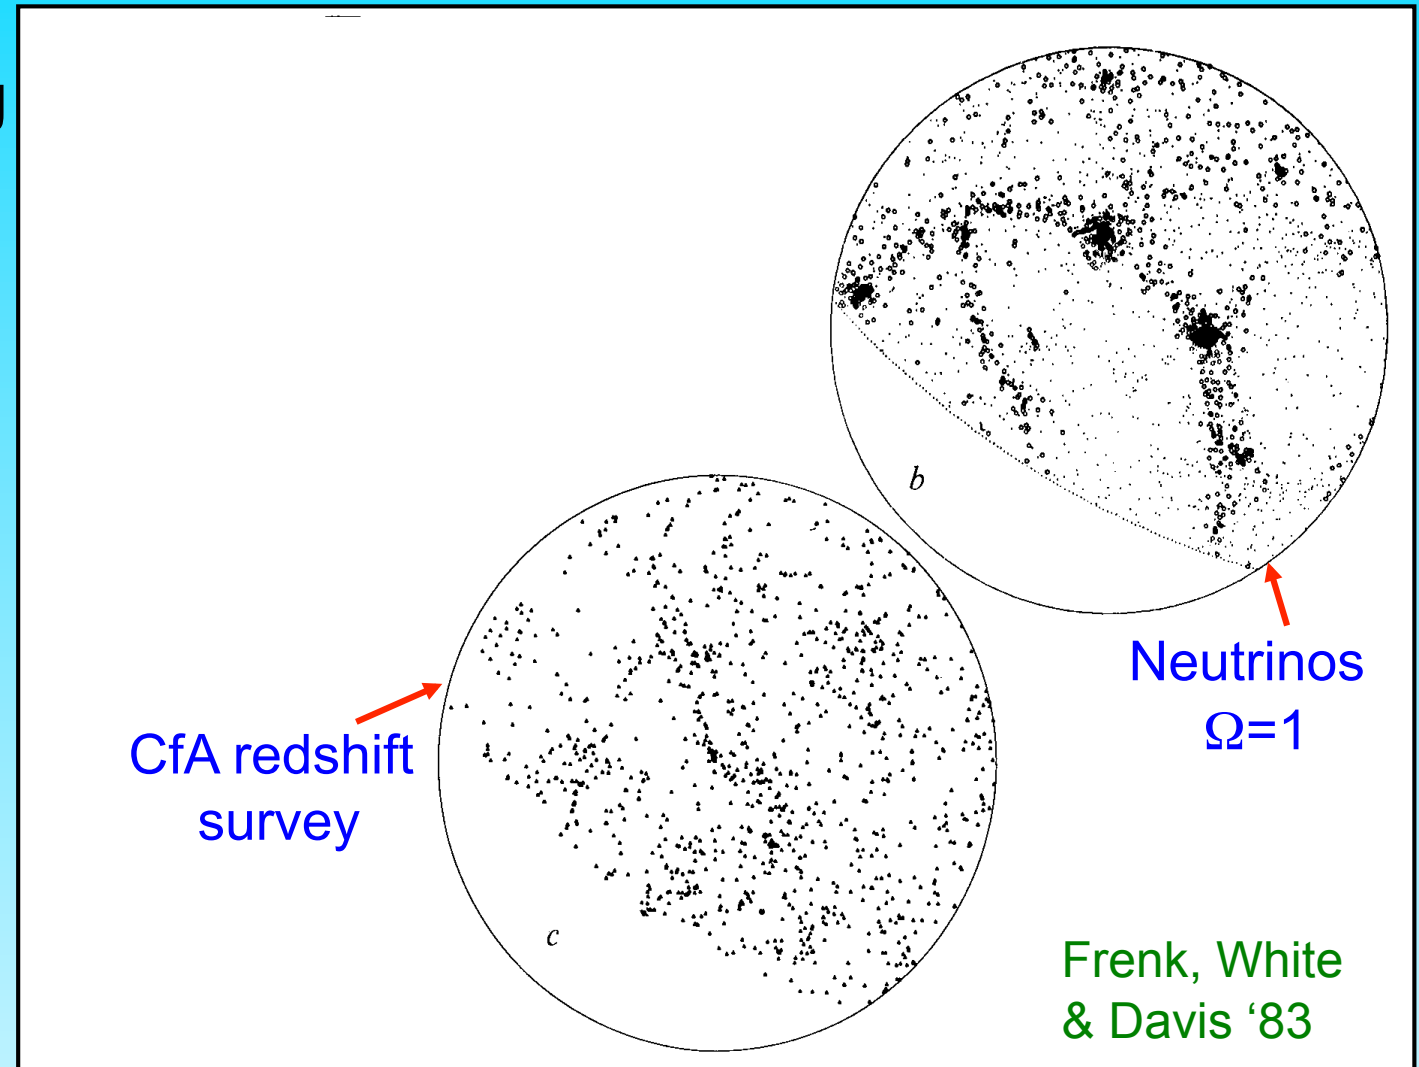 b
Neutrinos
Ω=1
CfA redshift
survey
c
Frenk, White
& Davis ‘83